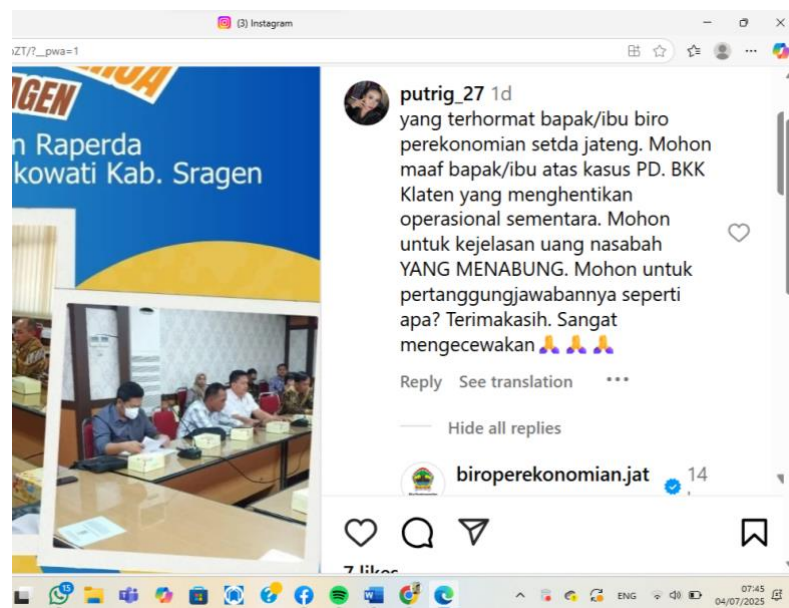 (3) Instagram
ZT/?__pwa=1
GEN
n Raperda
kowati Kab. Sragen
putrig_27 1d
yang terhormat bapak/ibu biro
perekonomian setda jateng. Mohon
maaf bapak/ibu atas kasus PD. BKK
Klaten yang menghentikan
operasional sementara. Mohon
untuk kejelasan uang nasabah
YANG MENABUNG. Mohon untuk
pertanggungjawabannya seperti
apa? Terimakasih. Sangat
mengecewakan 🙏 🙏 🙏
Reply See translation •••
Hide all replies
biroperekonomian.jat 14
7 likes
ENG
07:45
04/07/2025